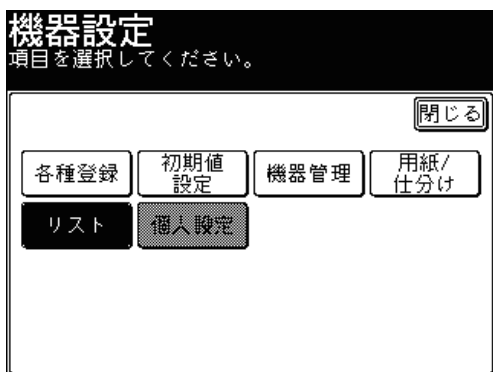 機器設定
項目を選択してください。
閉じる
各種登録
初期値
設定
機器管理
用紙/
仕分け
リスト
個人設定